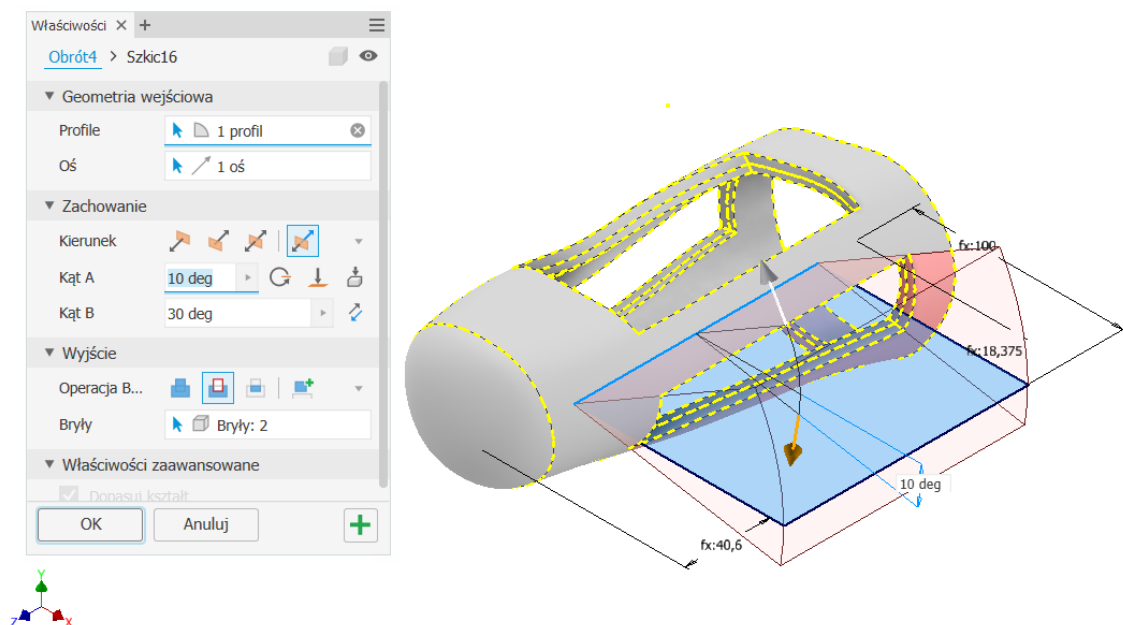 Właściwości × +
Obrót4 > Szkic16
Geometria wejściowa
Profile 1 profil
Oś 1 oś
Zachowanie
Kierunek
Kąt A 10 deg
Kąt B 30 deg
Wyjście
Operacja B...
Bryły Bryły: 2
Właściwości zaawansowane
Dopasuj kształt
OK Anuluj
fx:100
fx:18,375
10 deg
fx:40,6
Y
Z X